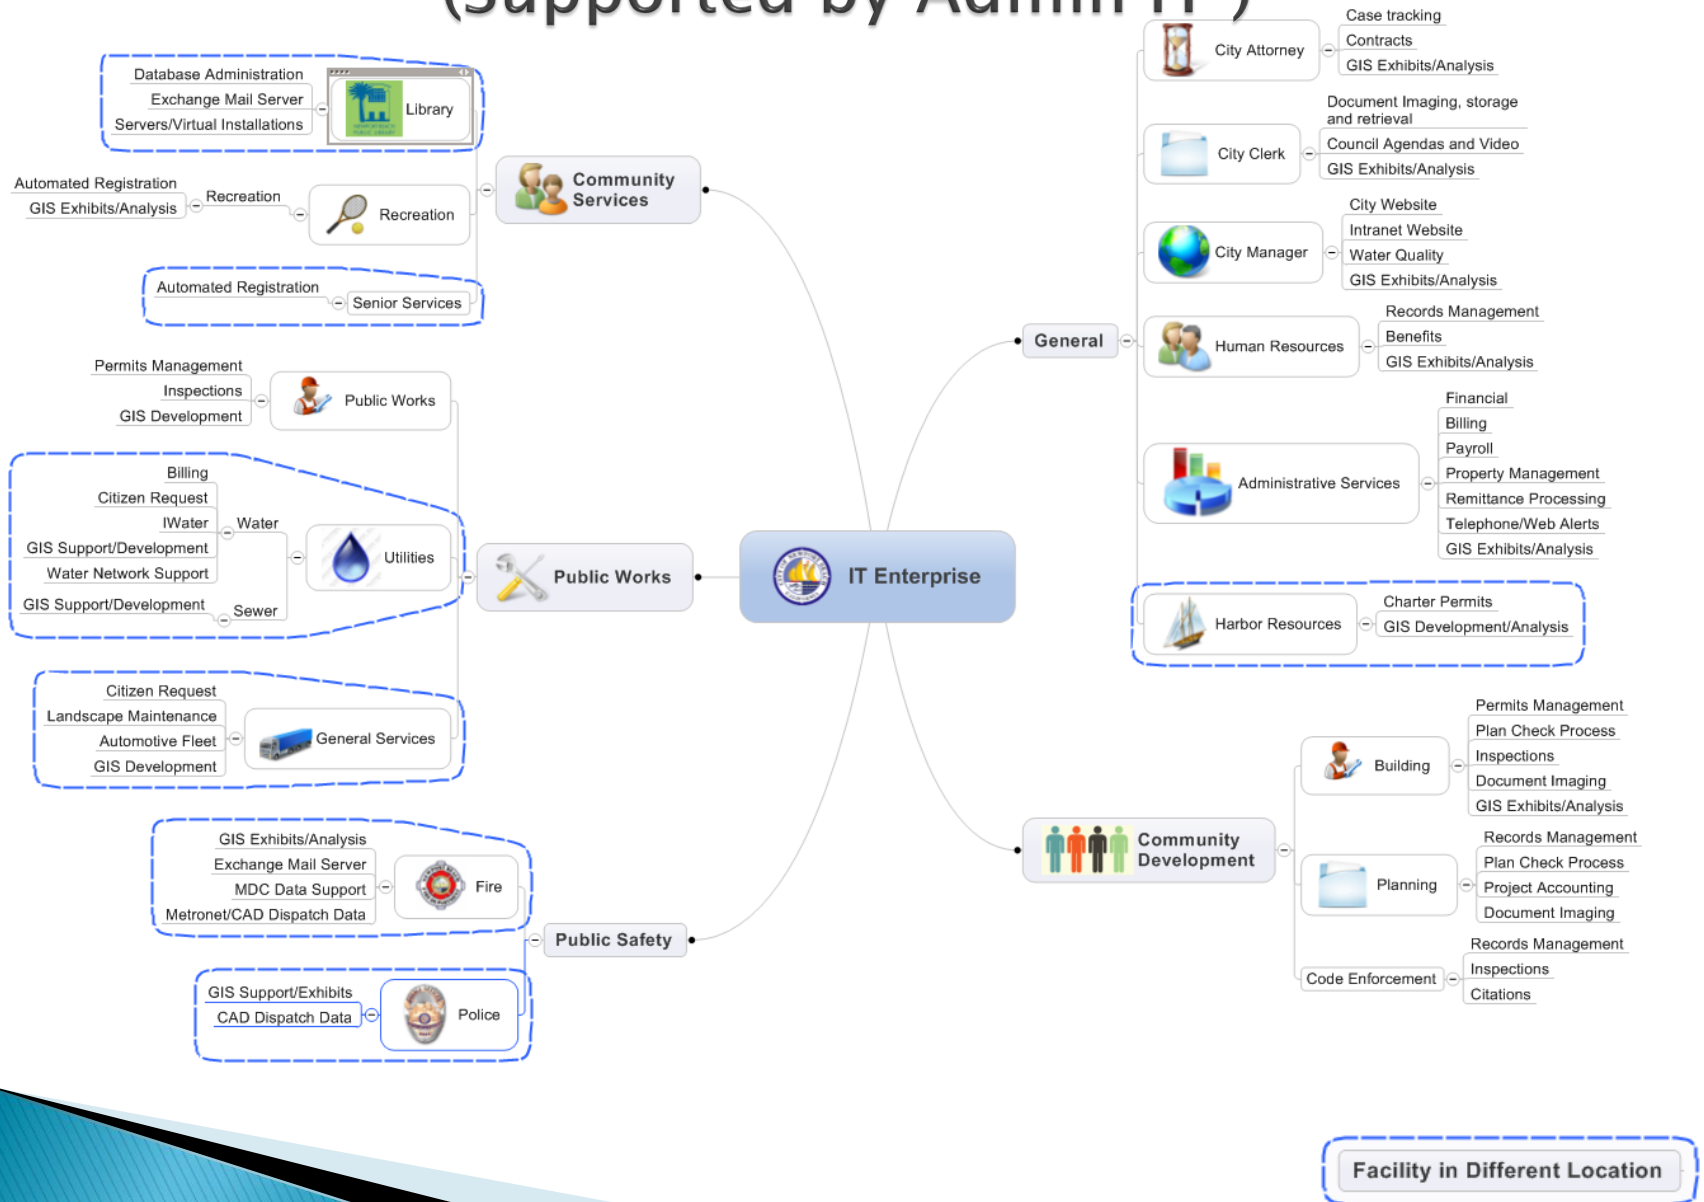 (Supported by Admin IT )
Database Administration
Exchange Mail Server
Servers/Virtual Installations
Library
Automated Registration
GIS Exhibits/Analysis
Recreation
Recreation
Automated Registration
Senior Services
Community
Services
Permits Management
Inspections
GIS Development
Public Works
Billing
Citizen Request
IWater
GIS Support/Development
Water Network Support
Water
GIS Support/Development
Sewer
Utilities
Public Works
Citizen Request
Landscape Maintenance
Automotive Fleet
GIS Development
General Services
GIS Exhibits/Analysis
Exchange Mail Server
MDC Data Support
Metronet/CAD Dispatch Data
Fire
Public Safety
GIS Support/Exhibits
CAD Dispatch Data
Police
IT Enterprise
General
City Attorney
Case tracking
Contracts
GIS Exhibits/Analysis
City Clerk
Document Imaging, storage
and retrieval
Council Agendas and Video
GIS Exhibits/Analysis
City Manager
City Website
Intranet Website
Water Quality
GIS Exhibits/Analysis
Human Resources
Records Management
Benefits
GIS Exhibits/Analysis
Administrative Services
Financial
Billing
Payroll
Property Management
Remittance Processing
Telephone/Web Alerts
GIS Exhibits/Analysis
Harbor Resources
Charter Permits
GIS Development/Analysis
Community
Development
Building
Permits Management
Plan Check Process
Inspections
Document Imaging
GIS Exhibits/Analysis
Planning
Records Management
Plan Check Process
Project Accounting
Document Imaging
Code Enforcement
Records Management
Inspections
Citations
Facility in Different Location